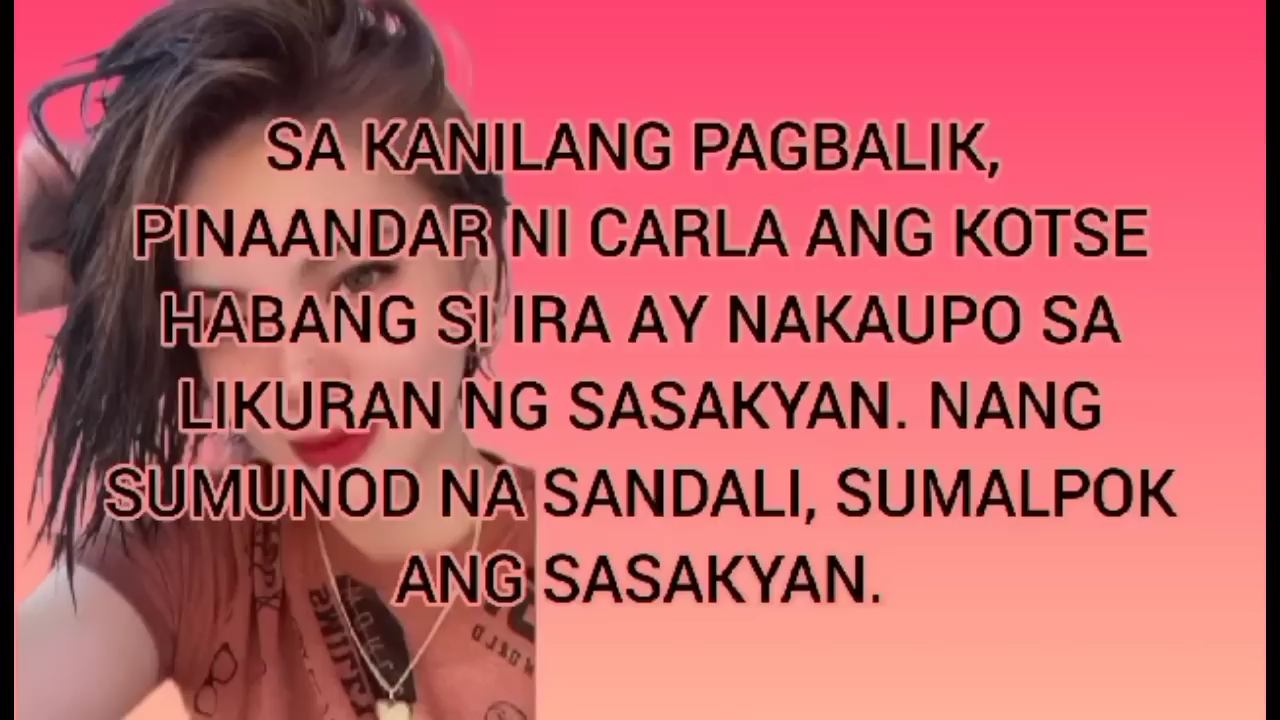 SA KANILANG PAGBALIK,
PINAANDAR NI CARLA ANG KOTSE
HABANG SI IRA AY NAKAUPO SA
LIKURAN NG SASAKYAN. NANG
SUMUNOD NA SANDALI, SUMALPOK
ANG SASAKYAN.